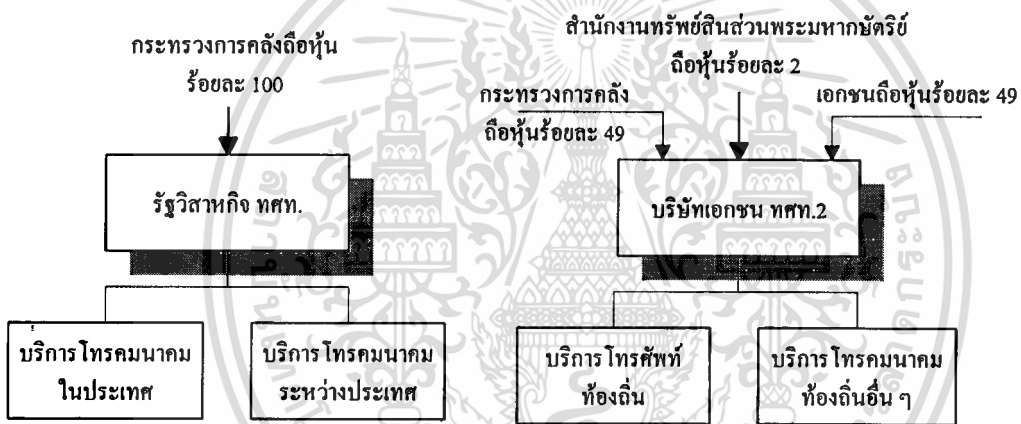 กระทรวงการคลังถือหุ้น
ร้อยละ 100
รัฐวิสาหกิจ ทศท.
บริการโทรคมนาคม
ในประเทศ
บริการโทรคมนาคม
ระหว่างประเทศ
สำนักงานทรัพย์สินส่วนพระมหากษัตริย์
ถือหุ้นร้อยละ 2
กระทรวงการคลัง
ถือหุ้นร้อยละ 49
เอกชนถือหุ้นร้อยละ 49
บริษัทเอกชน ทศท.2
บริการโทรศัพท์
ท้องถิ่น
บริการโทรคมนาคม
ท้องถิ่นอื่น ๆ